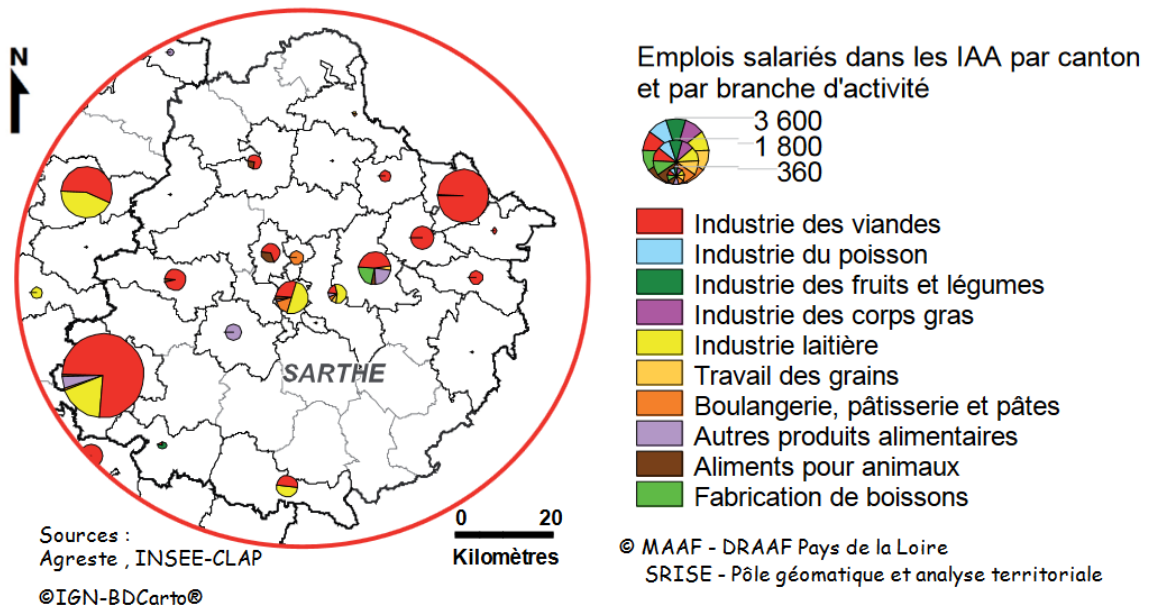 N
SARTHE
0 20
Kilomètres
Sources :
Agreste , INSEE-CLAP
©IGN-BDCarto®
Emplois salariés dans les IAA par canton
et par branche d'activité
3 600
1 800
360
Industrie des viandes
Industrie du poisson
Industrie des fruits et légumes
Industrie des corps gras
Industrie laitière
Travail des grains
Boulangerie, pâtisserie et pâtes
Autres produits alimentaires
Aliments pour animaux
Fabrication de boissons
© MAAF - DRAAF Pays de la Loire
SRISE - Pôle géomatique et analyse territoriale